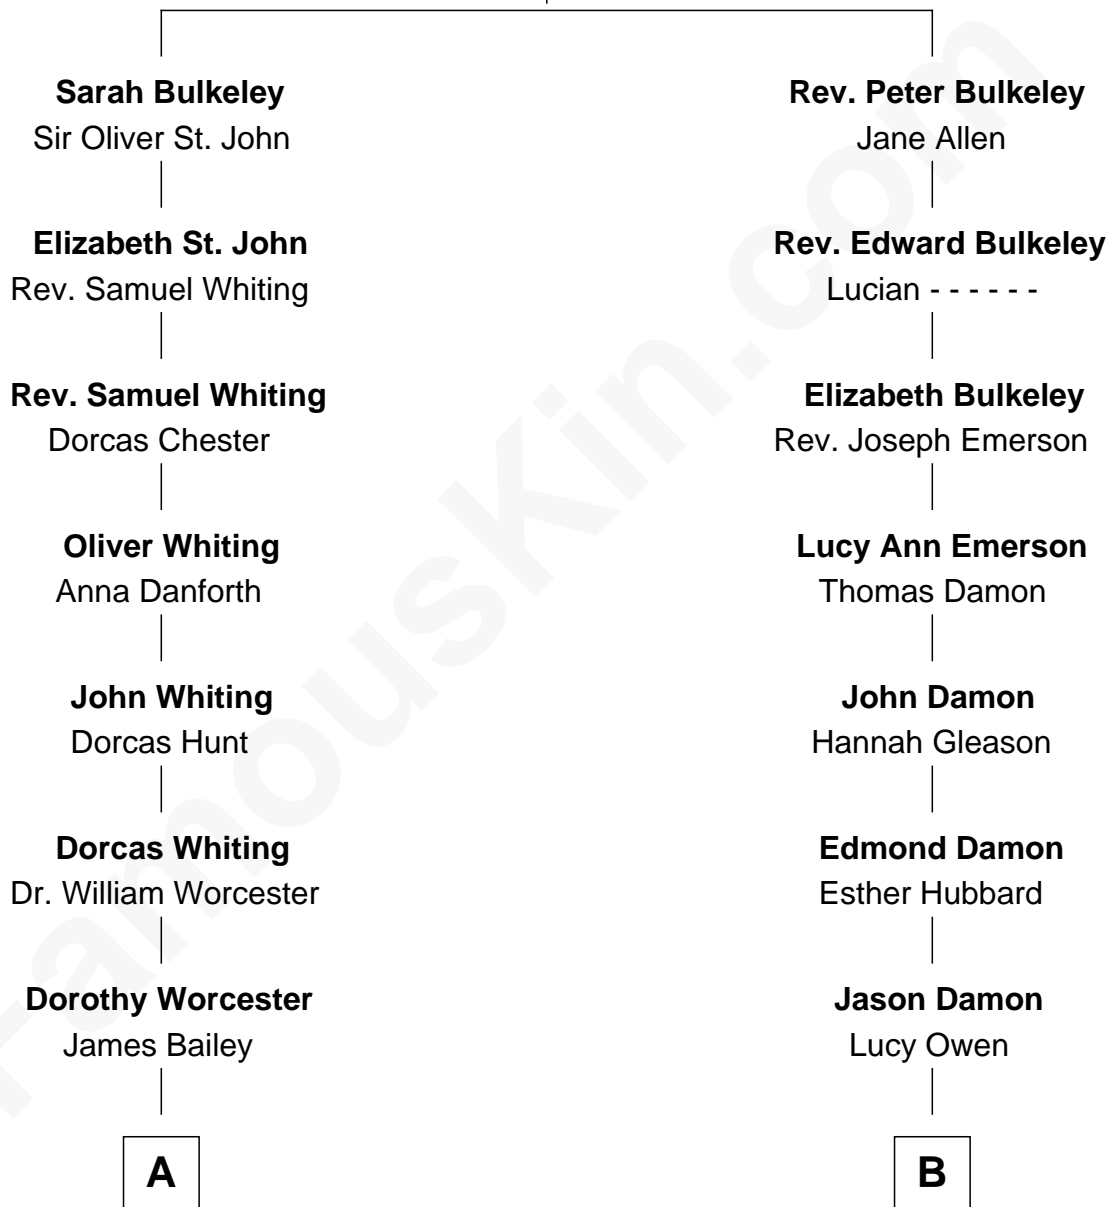 Sarah Bulkeley
Sir Oliver St. John
Elizabeth St. John
Rev. Samuel Whiting
Rev. Samuel Whiting
Dorcas Chester
Oliver Whiting
Anna Danforth
John Whiting
Dorcas Hunt
Dorcas Whiting
Dr. William Worcester
Dorothy Worcester
James Bailey
A
Rev. Peter Bulkeley
Jane Allen
Rev. Edward Bulkeley
Lucian - - - - - -
Elizabeth Bulkeley
Rev. Joseph Emerson
Lucy Ann Emerson
Thomas Damon
John Damon
Hannah Gleason
Edmond Damon
Esther Hubbard
Jason Damon
Lucy Owen
B
FamousKin.com